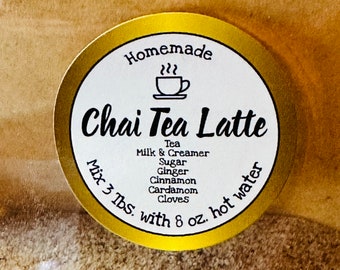 Homemade
Chai Tea Latte
Tea
Milk & Creamer
Sugar
Ginger
Cinnamon
Cardamom
Cloves
Mix 3 lbs. with 8 oz. hot water